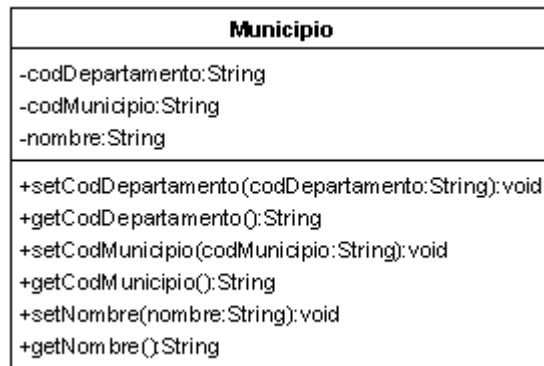 Municipio
-codDepartamento:String
-codMunicipio:String
-nombre:String
+setCodDepartamento(codDepartamento:String):void
+getCodDepartamento():String
+setCodMunicipio(codMunicipio:String):void
+getCodMunicipio():String
+setNombre(nombre:String):void
+getNombre():String